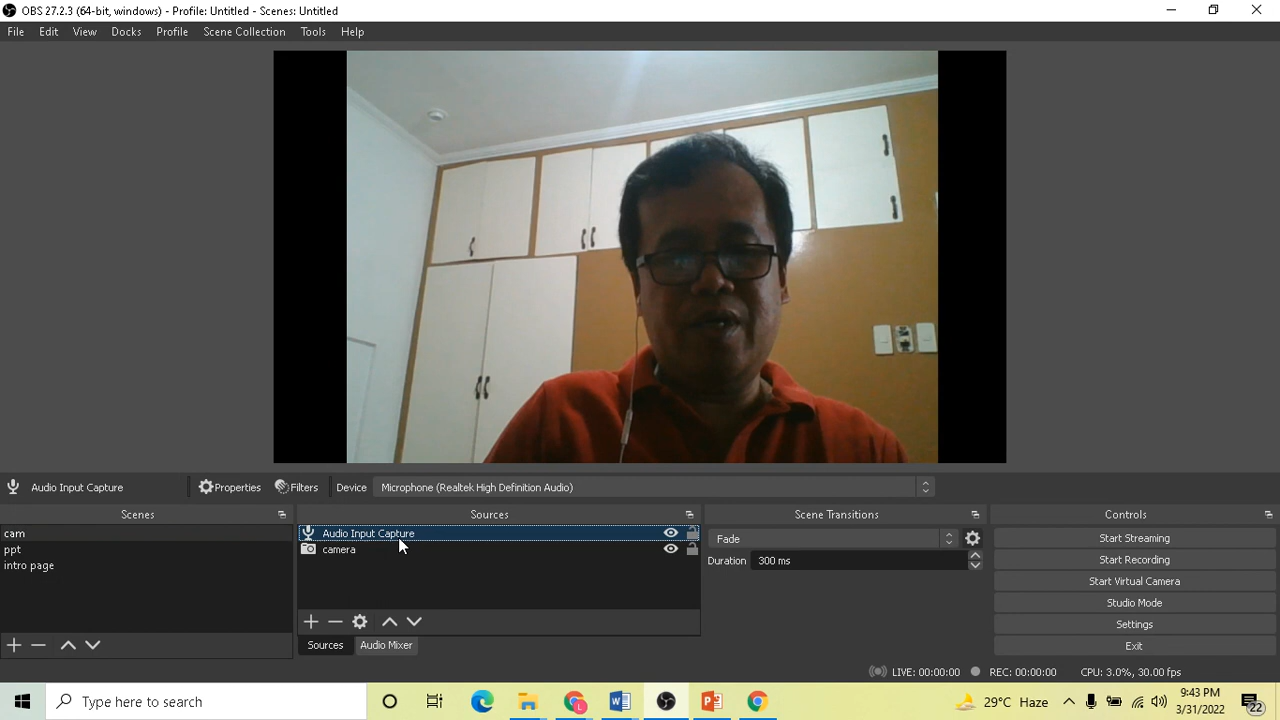 OBS 27.2.3 (64-bit, windows) - Profile: Untitled - Scenes: Untitled
File Edit View Docks Profile Scene Collection Tools Help
Audio Input Capture Properties Filters Device Microphone (Realtek High Definition Audio)
Scenes
cam
ppt
intro page
Sources
Audio Input Capture
camera
Sources Audio Mixer
Scene Transitions
Fade
Duration 300 ms
Controls
Start Streaming
Start Recording
Start Virtual Camera
Studio Mode
Settings
Exit
LIVE: 00:00:00 REC: 00:00:00 CPU: 3.0%, 30.00 fps
Type here to search
29°C Haze
9:43 PM
3/31/2022
22